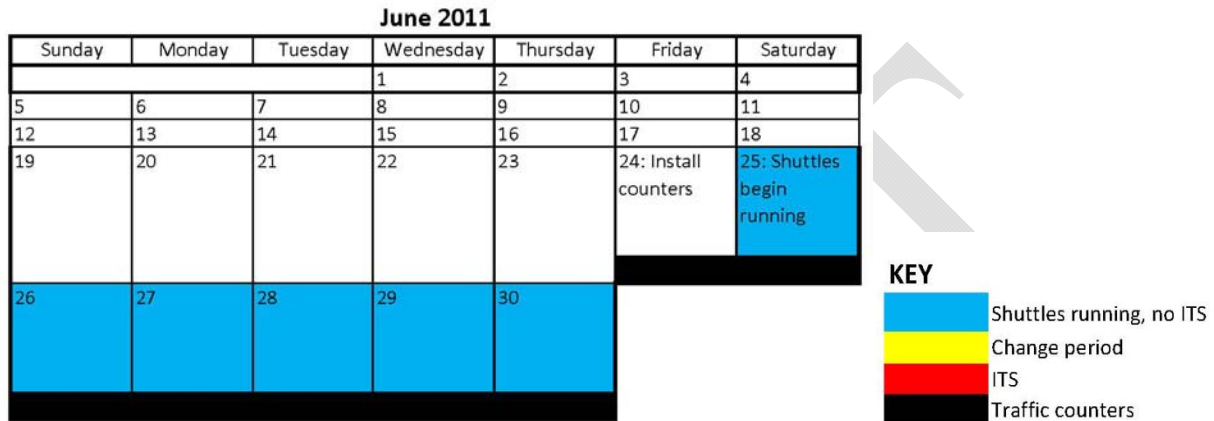 June 2011
Sunday Monday Tuesday Wednesday Thursday Friday Saturday
1 2 3 4
5 6 7 8 9 10 11
12 13 14 15 16 17 18
19 20 21 22 23 24: Install 25: Shuttles
counters begin
running
26 27 28 29 30
KEY
Shuttles running, no ITS
Change period
ITS
Traffic counters